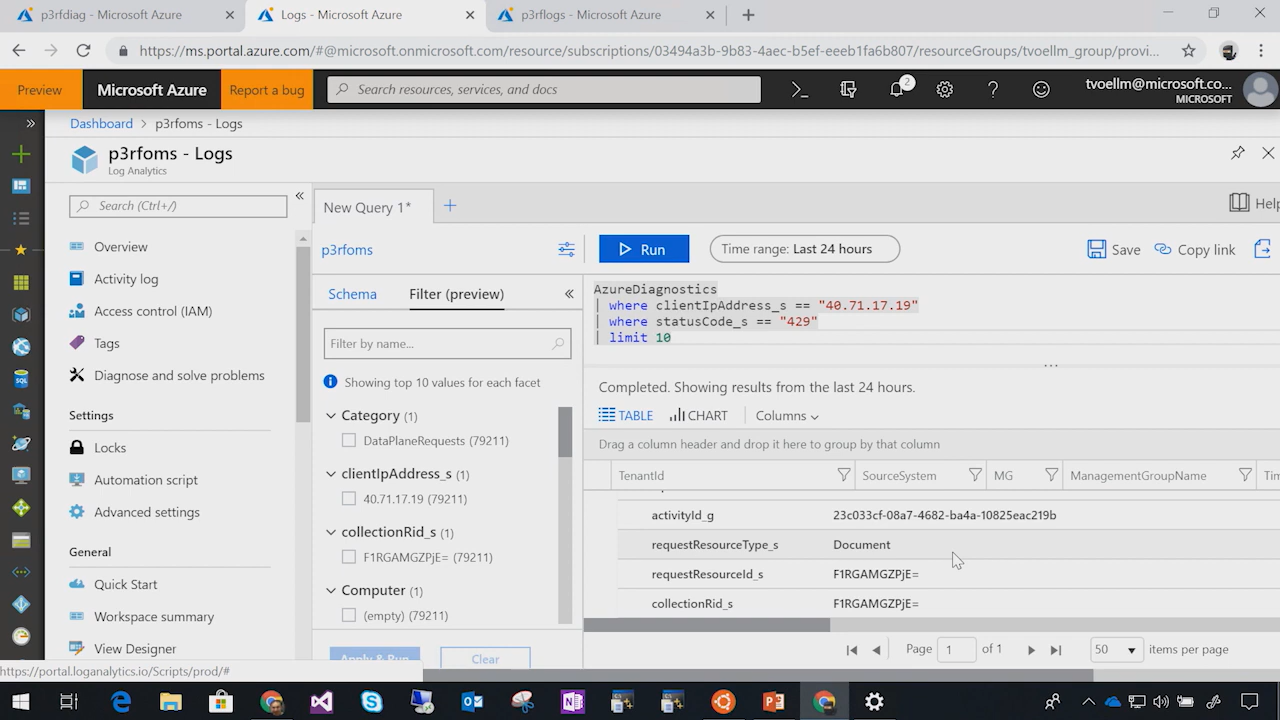 p3rfdiag - Microsoft Azure
Logs - Microsoft Azure
p3rflogs - Microsoft Azure
https://ms.portal.azure.com/#@microsoft.onmicrosoft.com/resource/subscriptions/03494a3b-9b83-4aec-b5ef-eeeb1fa6b807/resourceGroups/tvoellm_group/provi...
Preview
Microsoft Azure
Report a bug
Search resources, services, and docs
2
tvoellm@microsoft.co...
MICROSOFT
Dashboard > p3rfoms - Logs
p3rfoms - Logs
Log Analytics
Search (Ctrl+/)
Overview
Activity log
Access control (IAM)
Tags
Diagnose and solve problems
Settings
Locks
Automation script
Advanced settings
General
Quick Start
Workspace summary
View Designer
https://portal.loganalytics.io/Scripts/prod/#
New Query 1*
Help
p3rfoms
Run
Time range: Last 24 hours
Save
Copy link
Schema
Filter (preview)
Filter by name...
Showing top 10 values for each facet
Category (1)
DataPlaneRequests (79211)
clientIpAddress_s (1)
40.71.17.19 (79211)
collectionRid_s (1)
F1RGAMGZPjE= (79211)
Computer (1)
(empty) (79211)
Apply & Run
Clear
AzureDiagnostics
| where clientIpAddress_s == "40.71.17.19"
| where statusCode_s == "429"
| limit 10
Completed. Showing results from the last 24 hours.
TABLE
CHART
Columns
Drag a column header and drop it here to group by that column
TenantId
SourceSystem
MG
ManagementGroupName
activityId_g 23c033cf-08a7-4682-ba4a-10825eac219b
requestResourceType_s Document
requestResourceId_s F1RGAMGZPjE=
collectionRid_s F1RGAMGZPjE=
Page 1 of 1
50 items per page